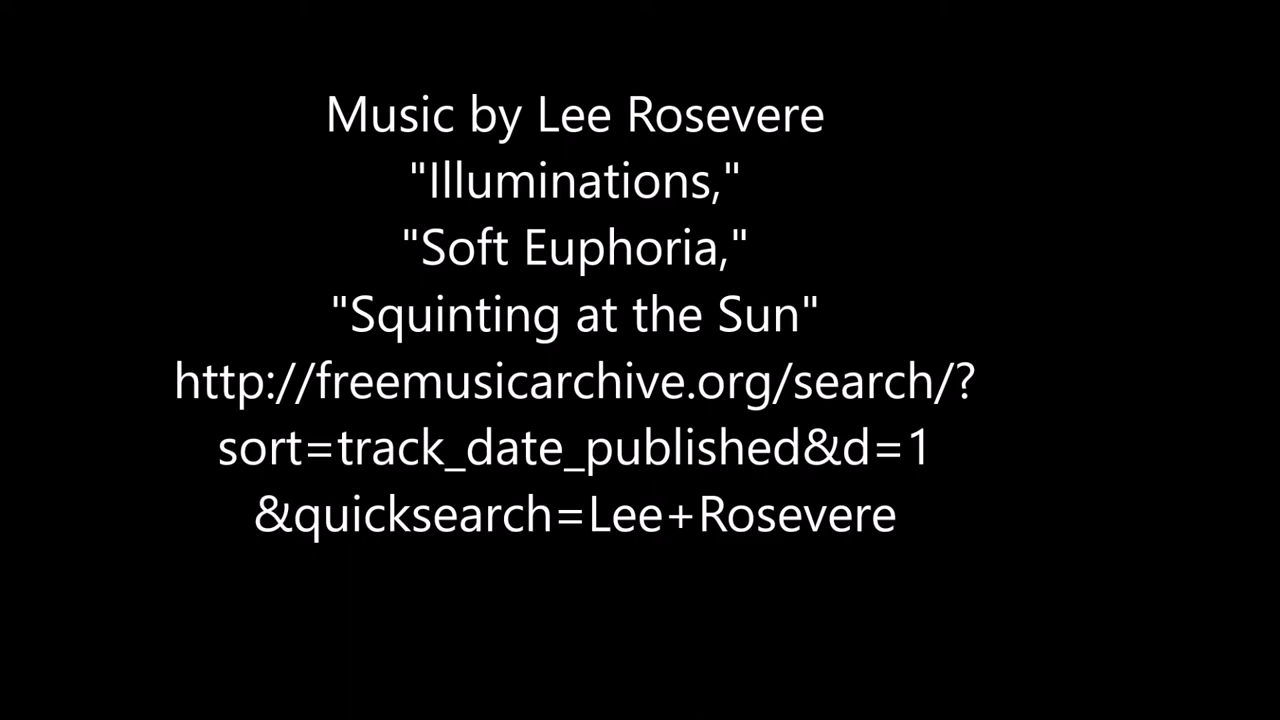 Music by Lee Rosevere
"Illuminations,"
"Soft Euphoria,"
"Squinting at the Sun"
http://freemusicarchive.org/search/?
sort=track_date_published&d=1
&quicksearch=Lee+Rosevere